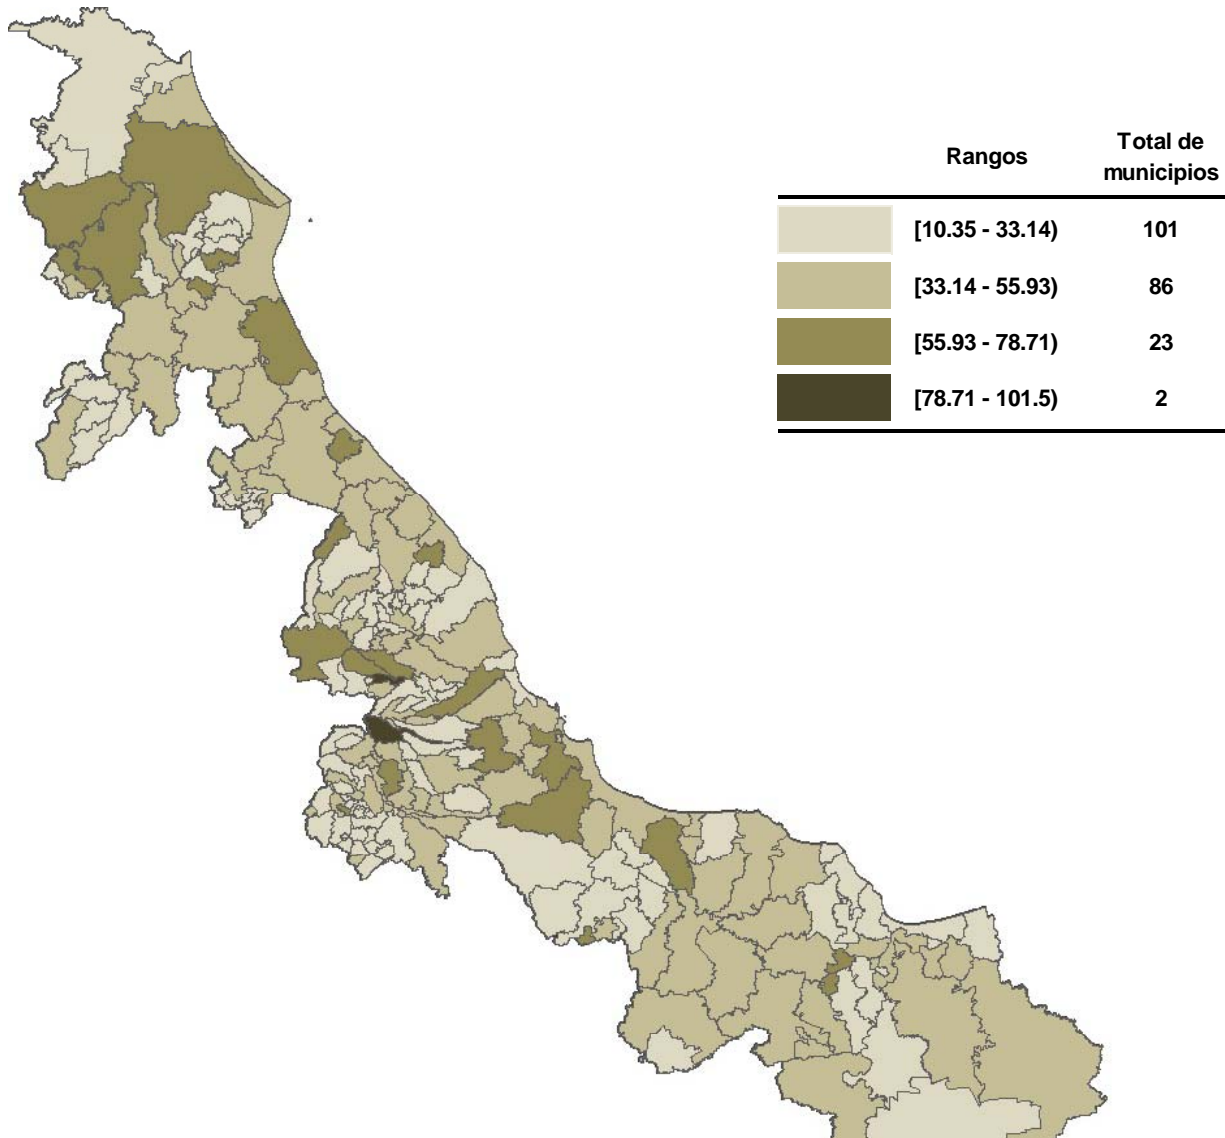 Rangos
Total de
municipios
[10.35 - 33.14) 101
[33.14 - 55.93) 86
[55.93 - 78.71) 23
[78.71 - 101.5) 2